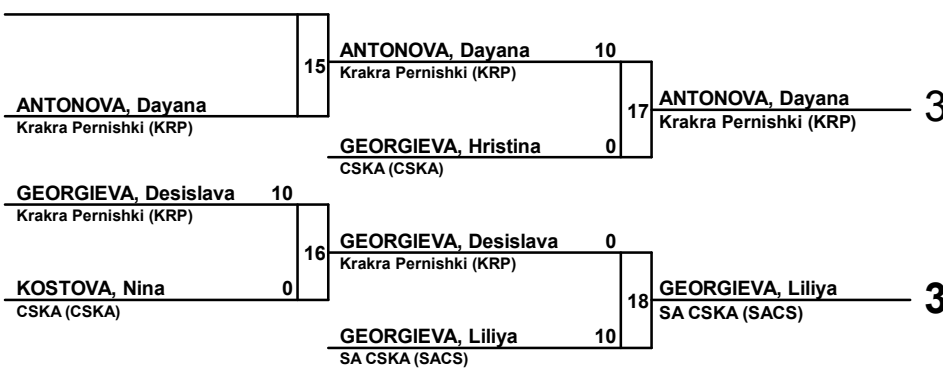 15
ANTONOVA, Dayana 10
Krakra Pernishki (KRP)
ANTONOVA, Dayana
Krakra Pernishki (KRP)
17
ANTONOVA, Dayana
Krakra Pernishki (KRP)
3
GEORGIEVA, Hristina 0
CSKA (CSKA)
GEORGIEVA, Desislava 10
Krakra Pernishki (KRP)
16
GEORGIEVA, Desislava 0
Krakra Pernishki (KRP)
KOSTOVA, Nina 0
CSKA (CSKA)
18
GEORGIEVA, Liliya
SA CSKA (SACS)
3
GEORGIEVA, Liliya 10
SA CSKA (SACS)